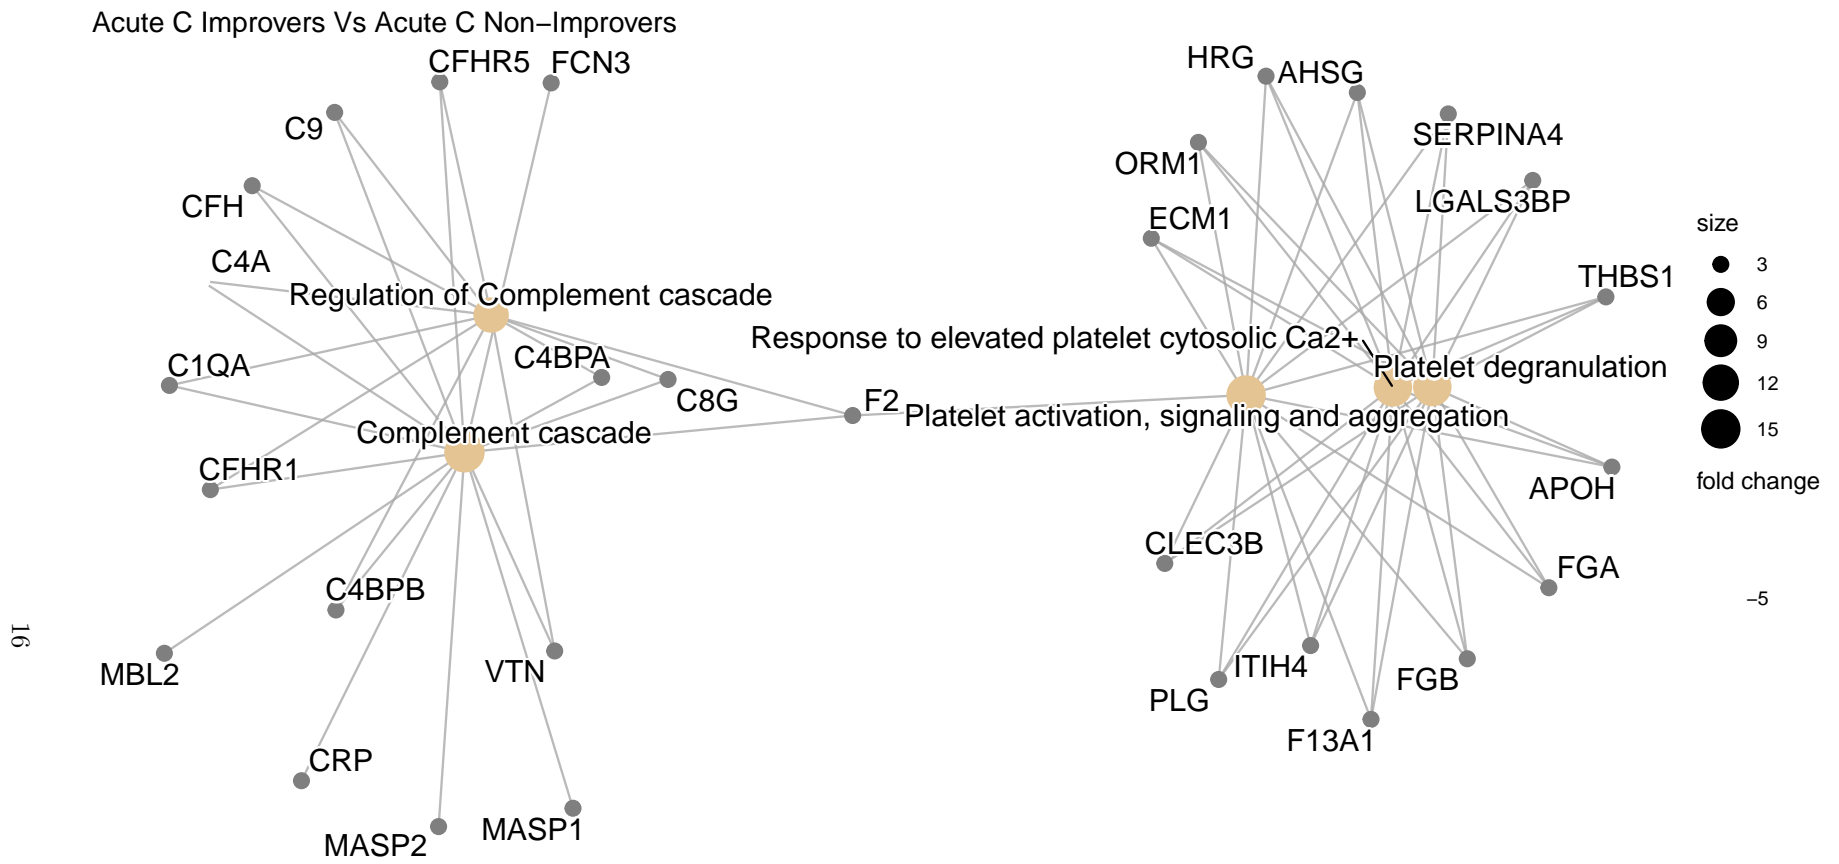 Acute C Improvers Vs Acute C Non−Improvers
CFHR5
FCN3
C9
CFH
C4A
Regulation of Complement cascade
C4BPA
C1QA
C8G
F2
Complement cascade
CFHR1
C4BPB
MBL2
VTN
CRP
MASP1
MASP2
HRG
AHSG
SERPINA4
ORM1
LGALS3BP
ECM1
THBS1
Response to elevated platelet cytosolic Ca2+
Platelet degranulation
Platelet activation, signaling and aggregation
APOH
CLEC3B
FGA
ITIH4
FGB
PLG
F13A1
size
3
6
9
12
15
fold change
−5
16